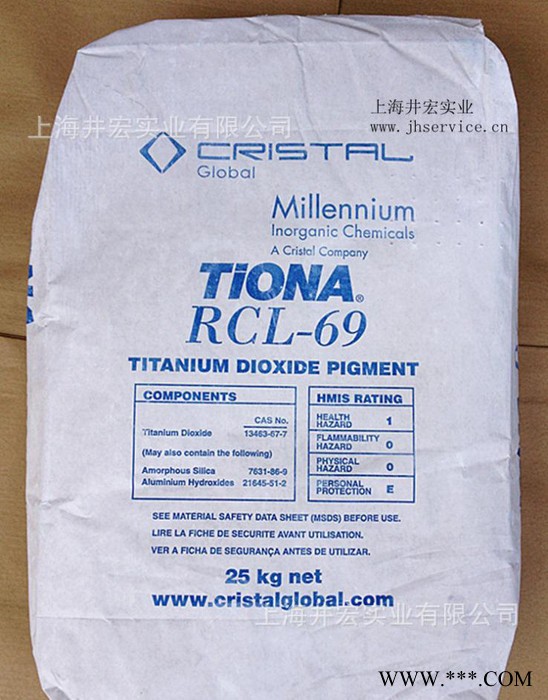 上海井宏实业
www.jhservice.cn
上海井宏实业有限公司
CRISTAL
Global
Millennium
Inorganic Chemicals
A Cristal Company
TiONA®
RCL-69
TITANIUM DIOXIDE PIGMENT
COMPONENTS
CAS No.
Titanium Dioxide 13463-67-7
(May also contain the following)
Amorphous Silica 7631-86-9
Aluminium Hydroxides 21645-51-2
HMIS RATING
HEALTH HAZARD 1
FLAMMABILITY HAZARD 0
PHYSICAL HAZARD 0
PERSONAL PROTECTION E
SEE MATERIAL SAFETY DATA SHEET (MSDS) BEFORE USE.
LIRE LA FICHE DE SECURITE AVANT UTILISATION.
VER A FICHA DE SEGURANÇA ANTES DE UTILIZAR.
25 kg net
www.cristalglobal.com
上海井宏实业有限公司
WWW.***.COM